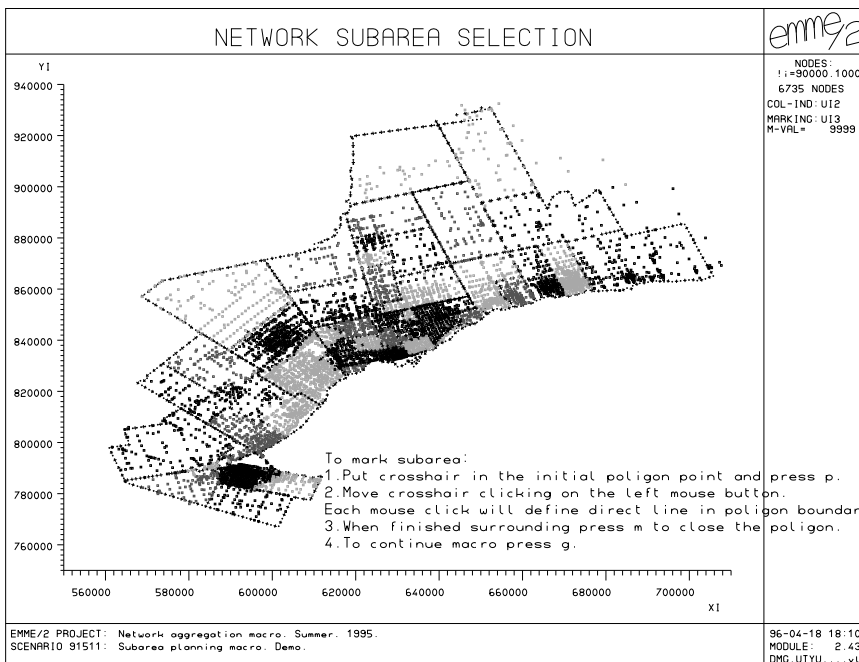 NETWORK SUBAREA SELECTION
emme/2
NODES:
!i=90000.1000
6735 NODES
COL-IND:UI2
MARKING:UI3
M-VAL= 9999
YI
940000
920000
900000
880000
860000
840000
820000
800000
780000
760000
To mark subarea:
1.Put crosshair in the initial poligon point and press p.
2.Move crosshair clicking on the left mouse button.
Each mouse click will define direct line in poligon boundar
3.When finished surrounding press m to close the poligon.
4.To continue macro press g.
560000 580000 600000 620000 640000 660000 680000 700000
XI
EMME/2 PROJECT: Network aggregation macro. Summer. 1995.
SCENARIO 91511: Subarea planning macro. Demo.
96-04-18 18:10
MODULE: 2.43